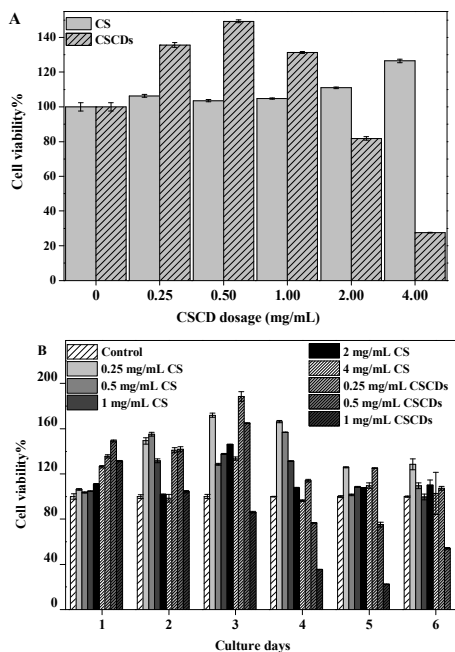 A
CS
CSCDs
140
120
100
80
60
40
20
0
Cell viability%
0 0.25 0.50 1.00 2.00 4.00
CSCD dosage (mg/mL)
B
Control
0.25 mg/mL CS
0.5 mg/mL CS
1 mg/mL CS
2 mg/mL CS
4 mg/mL CS
0.25 mg/mL CSCDs
0.5 mg/mL CSCDs
1 mg/mL CSCDs
200
160
120
80
40
0
Cell viability%
1 2 3 4 5 6
Culture days